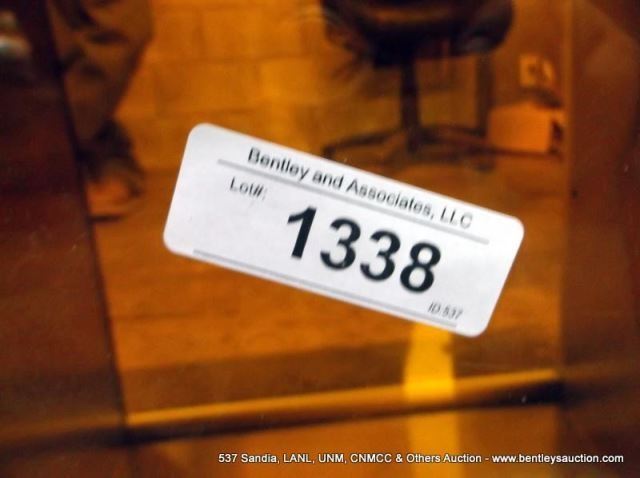 Bentley and Associates, LLC
Lot#:
1338
ID:537
537 Sandia, LANL, UNM, CNMCC & Others Auction - www.bentleysauction.com